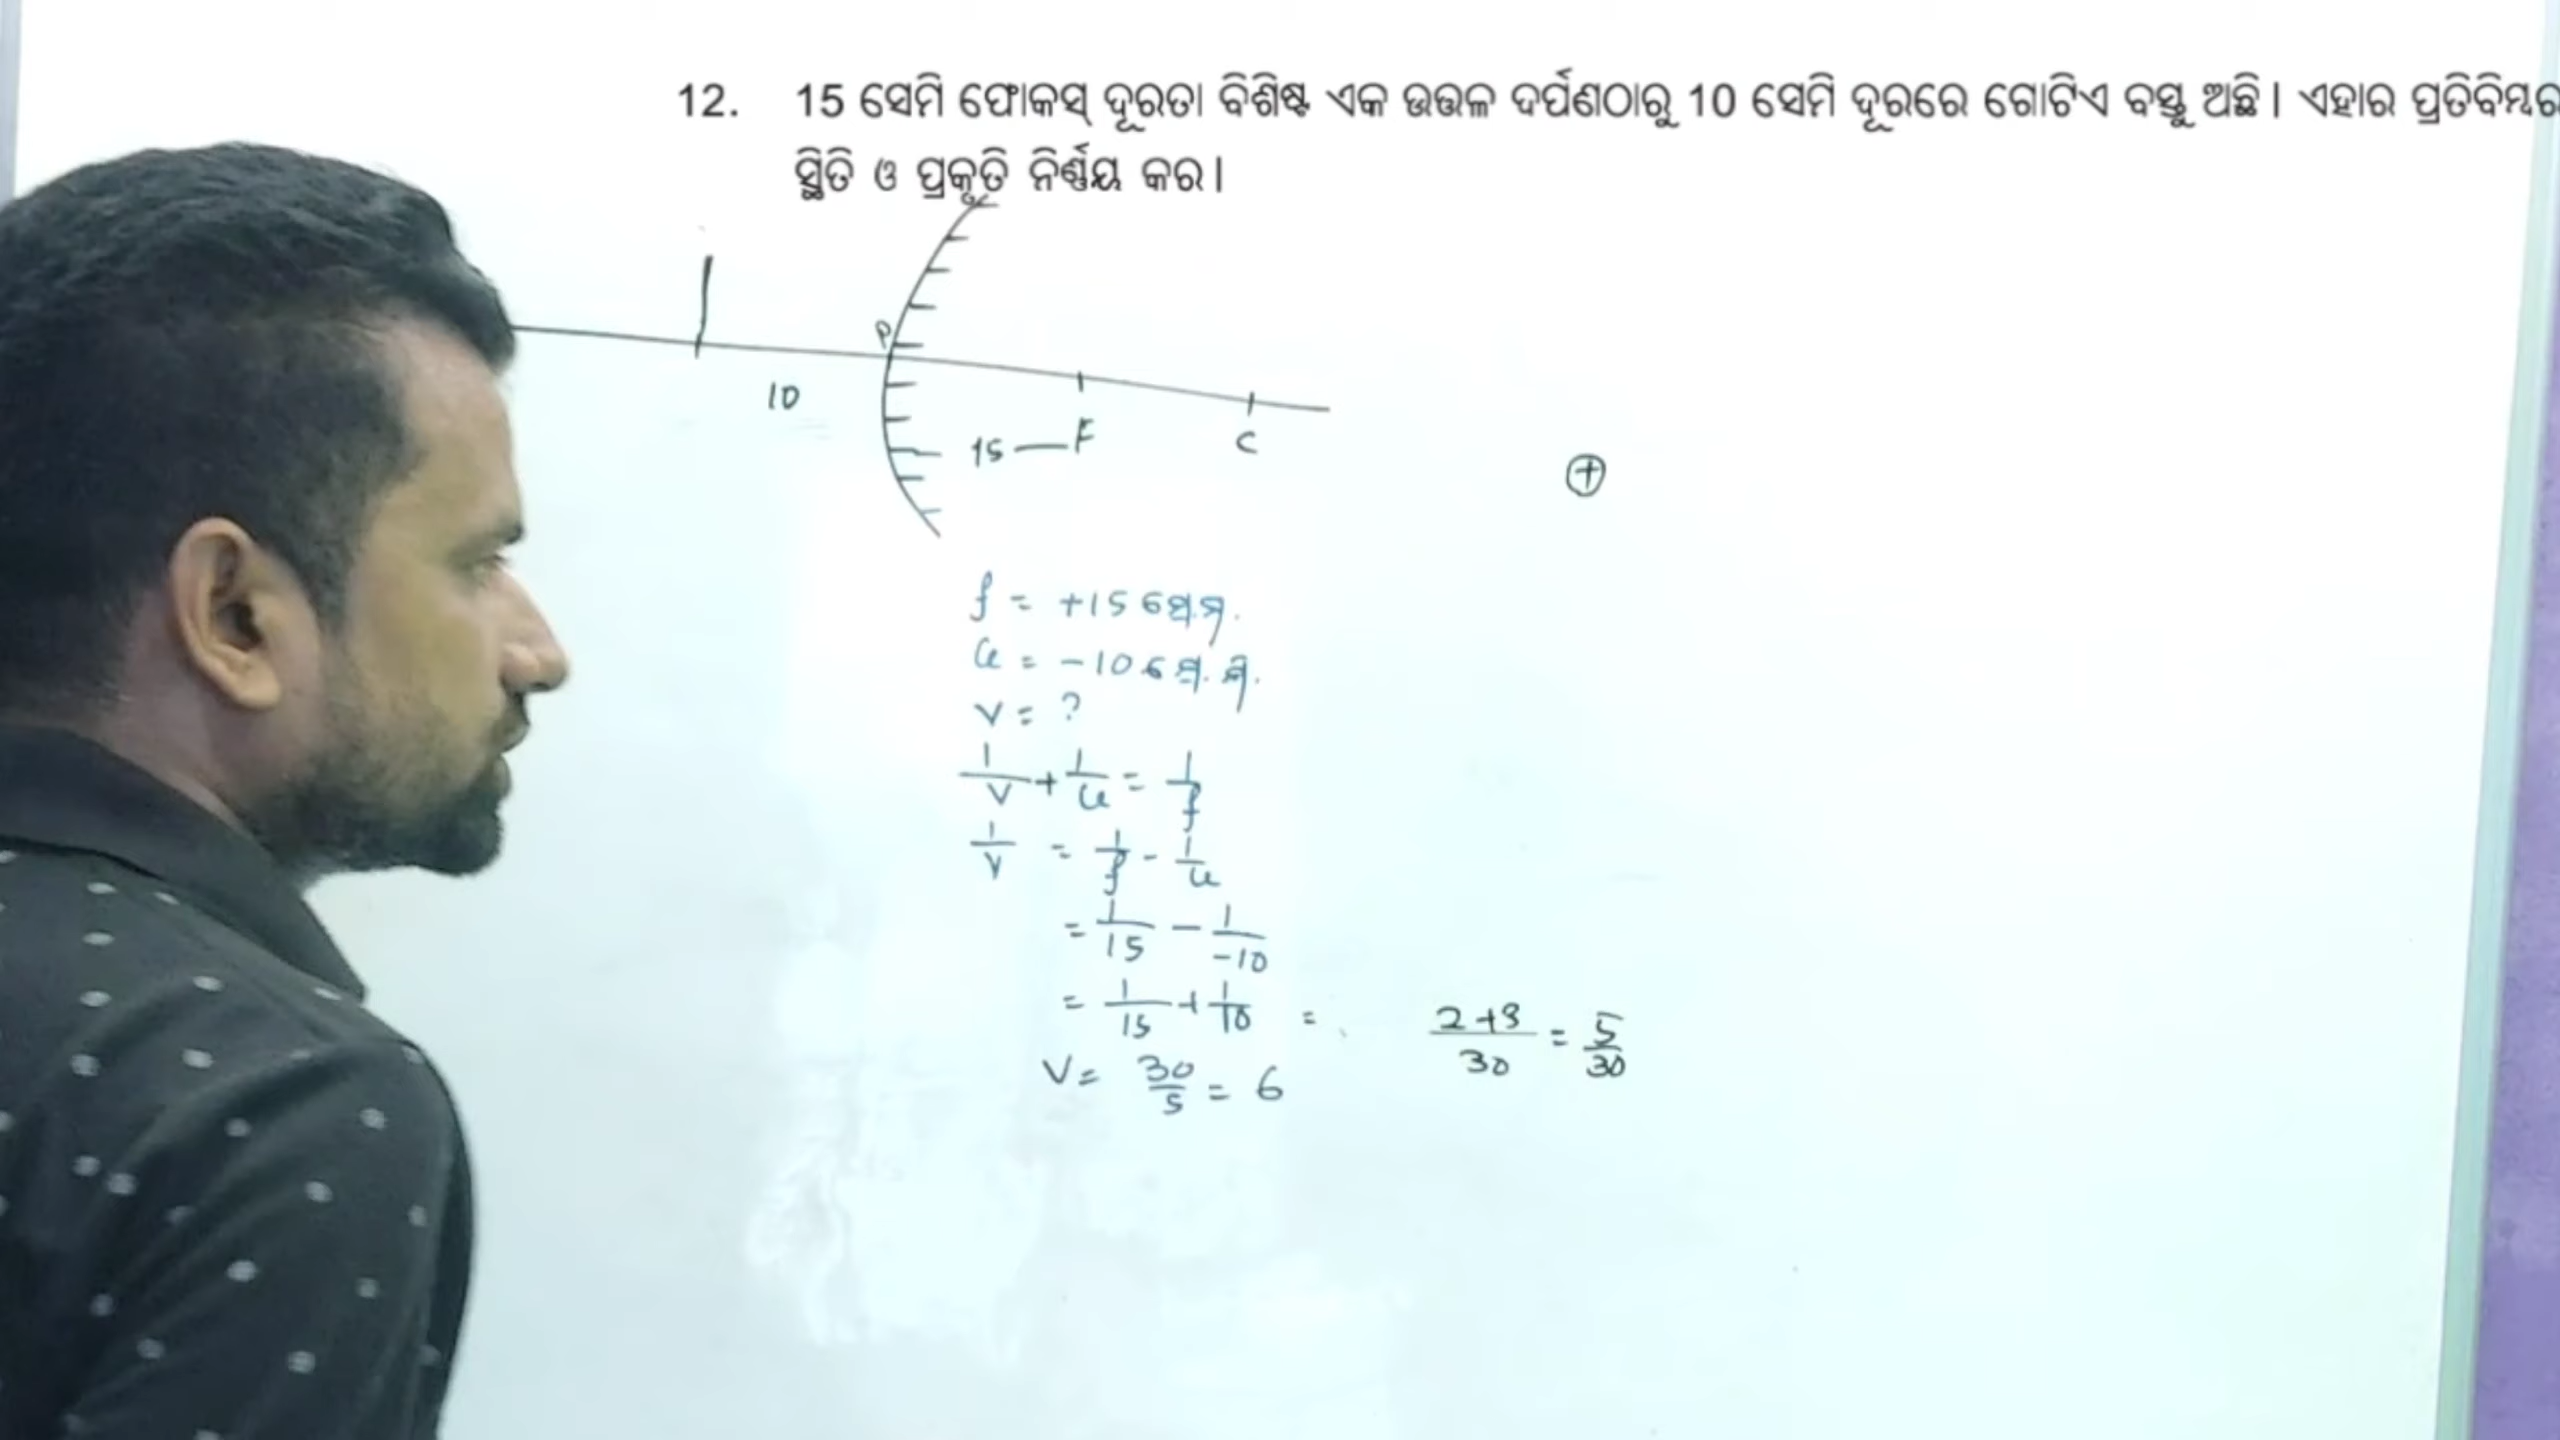 12. 15 ସେମି ଫୋକସ୍ ଦୂରତା ବିଶିଷ୍ଟ ଏକ ଉତ୍ତଳ ଦର୍ପଣଠାରୁ 10 ସେମି ଦୂରରେ ଗୋଟିଏ ବସ୍ତୁ ଅଛି। ଏହାର ପ୍ରତିବିମ୍ବର
ସ୍ଥିତି ଓ ପ୍ରକୃତି ନିର୍ଣ୍ଣୟ କର।
P
10
15 — F
C
⊕
f = +15 ସେ.ମି.
u = -10 ସେ.ମି.
v = ?
1/v + 1/u = 1/f
1/v = 1/f - 1/u
= 1/15 - 1/-10
= 1/15 + 1/10 = 2+3/30 = 5/30
V = 30/5 = 6